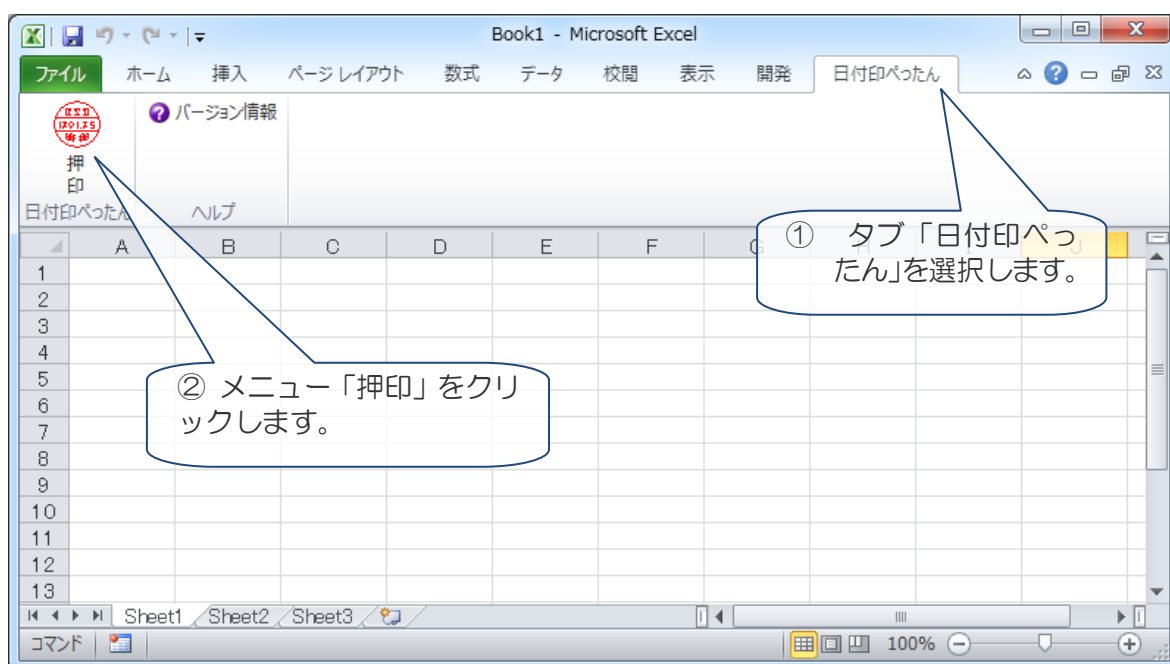 Book1 - Microsoft Excel
ファイル ホーム 挿入 ページ レイアウト 数式 データ 校閲 表示 開発 日付印ぺったん
バージョン情報
押
印
日付印ぺったん ヘルプ
A B C D E F G H I J
① タブ「日付印ぺっ
たん」を選択します。
1
2
3
4
5
6
7
8
9
10
11
12
13
② メニュー「押印」をクリ
ックします。
Sheet1 Sheet2 Sheet3
コマンド 100%